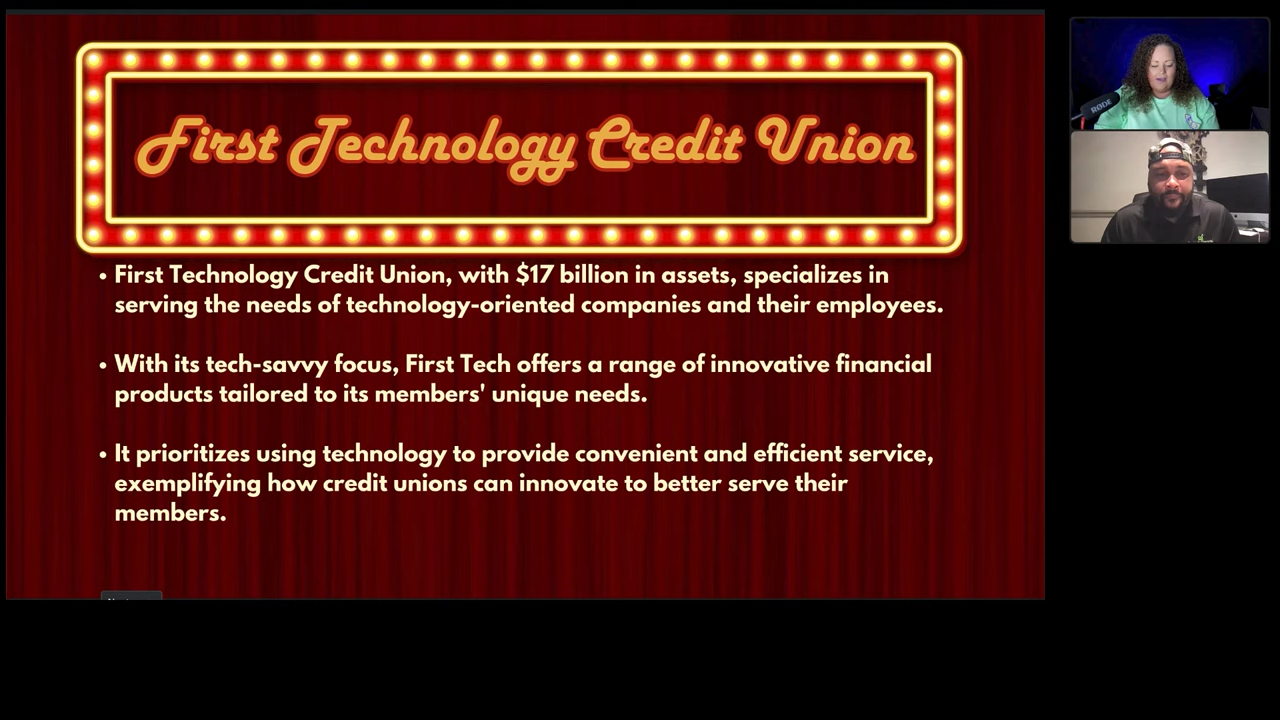 First Technology Credit Union
• First Technology Credit Union, with $17 billion in assets, specializes in
serving the needs of technology-oriented companies and their employees.
• With its tech-savvy focus, First Tech offers a range of innovative financial
products tailored to its members' unique needs.
• It prioritizes using technology to provide convenient and efficient service,
exemplifying how credit unions can innovate to better serve their
members.
RODE